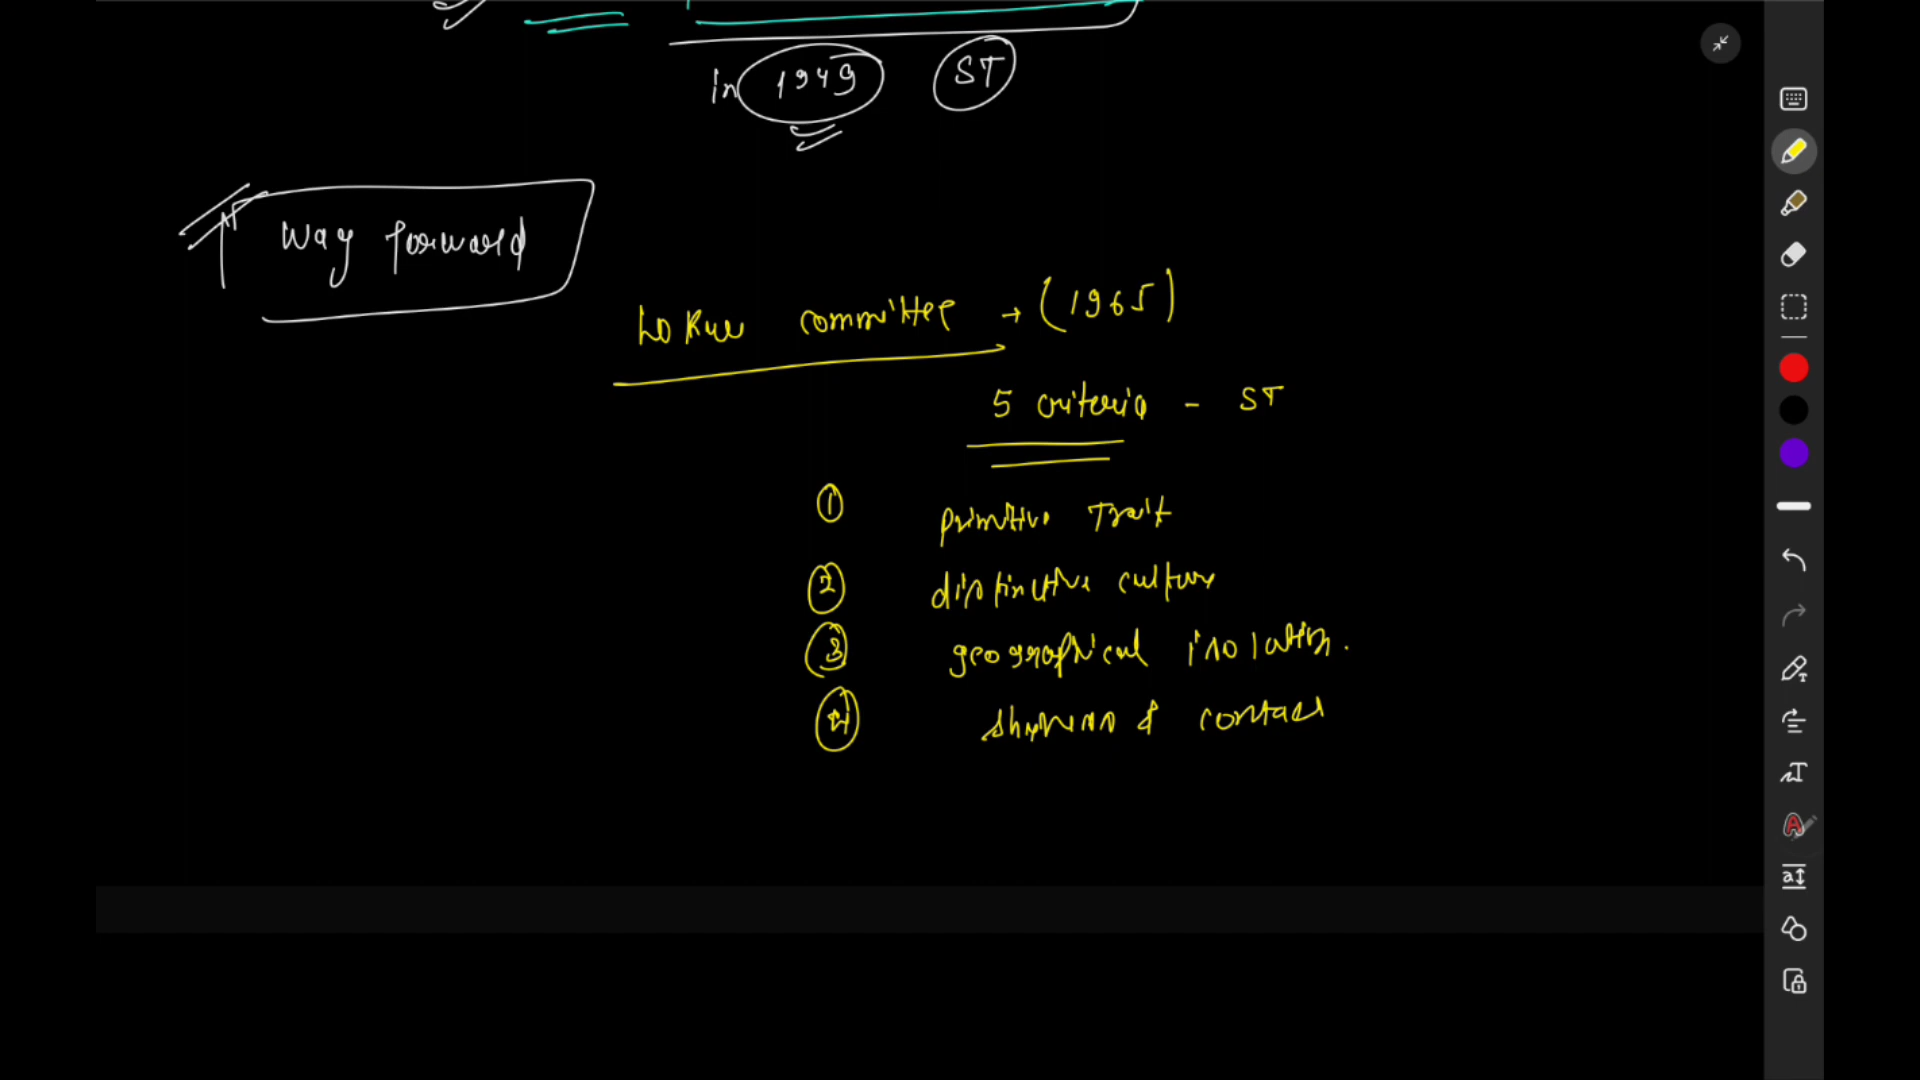 in 1949 ST
Way forward
Lokur committee → (1965)
5 criteria - ST
① primitive Trait
② distinctive culture
③ geographical isolation.
④ shyness of contact